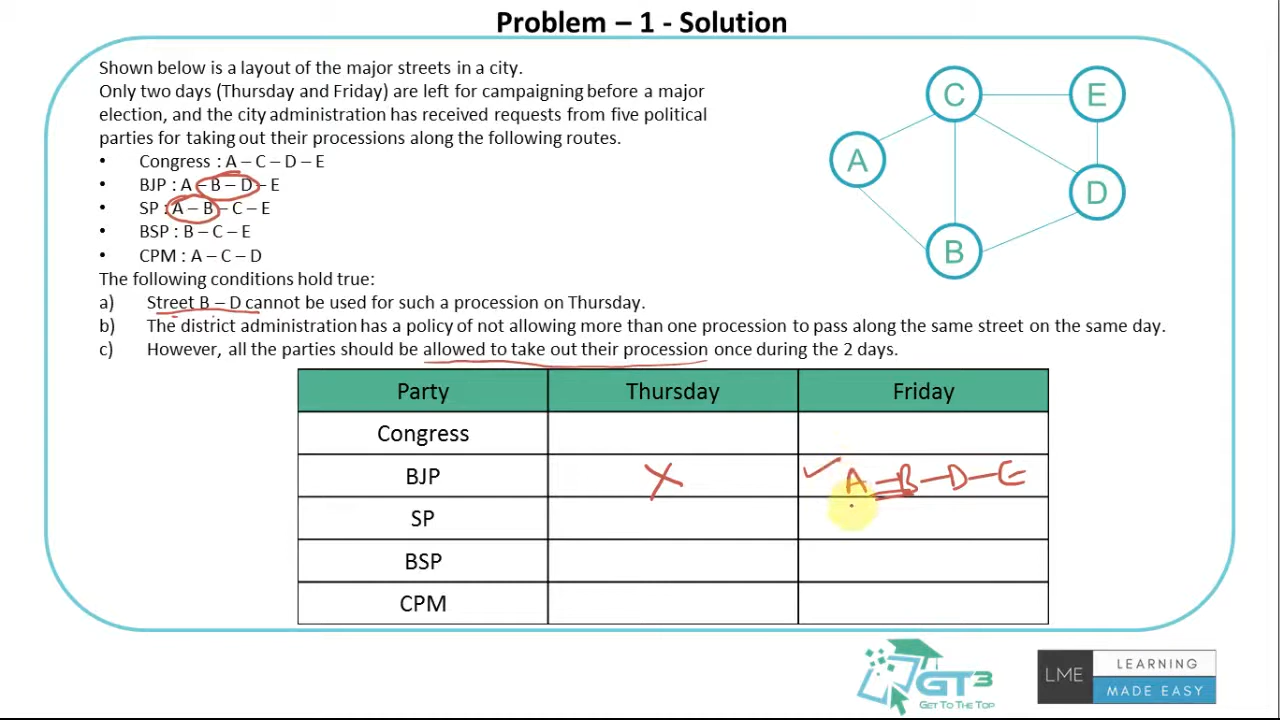 Problem – 1 - Solution
Shown below is a layout of the major streets in a city.
Only two days (Thursday and Friday) are left for campaigning before a major
election, and the city administration has received requests from five political
parties for taking out their processions along the following routes.
• Congress : A – C – D – E
• BJP : A – B – D – E
• SP : A – B – C – E
• BSP : B – C – E
• CPM : A – C – D
The following conditions hold true:
a) Street B – D cannot be used for such a procession on Thursday.
b) The district administration has a policy of not allowing more than one procession to pass along the same street on the same day.
c) However, all the parties should be allowed to take out their procession once during the 2 days.
C E
A
D
B
Party Thursday Friday
Congress
BJP X ✓ A – B – D – E
SP
BSP
CPM
GT3
GET TO THE TOP
LME LEARNING
MADE EASY